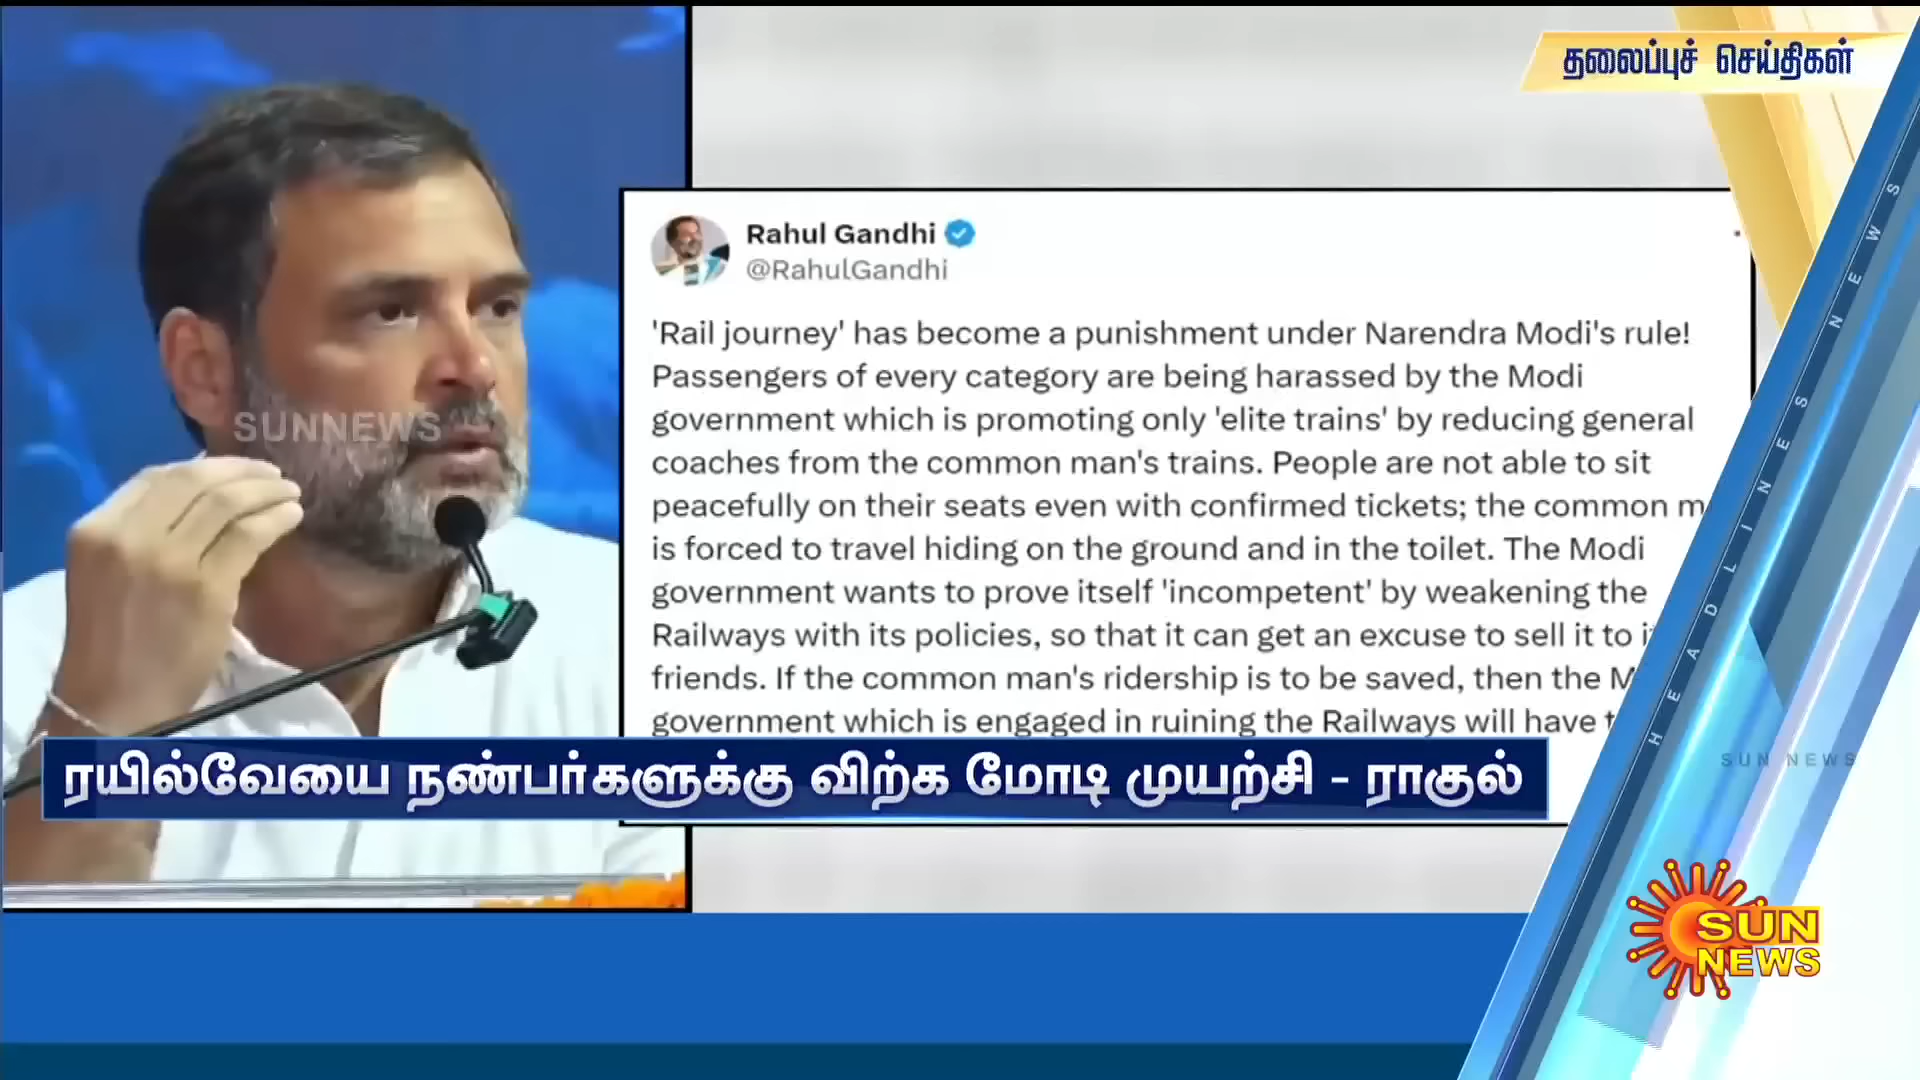 தலைப்புச் செய்திகள்
Rahul Gandhi
@RahulGandhi
'Rail journey' has become a punishment under Narendra Modi's rule!
Passengers of every category are being harassed by the Modi
government which is promoting only 'elite trains' by reducing general
coaches from the common man's trains. People are not able to sit
peacefully on their seats even with confirmed tickets; the common
is forced to travel hiding on the ground and in the toilet. The Modi
government wants to prove itself 'incompetent' by weakening the
Railways with its policies, so that it can get an excuse to sell it to
friends. If the common man's ridership is to be saved, then the
government which is engaged in ruining the Railways will have
SUNNEWS
ரயில்வேயை நண்பர்களுக்கு விற்க மோடி முயற்சி - ராகுல்
HEADLINES NEWS
SUN NEWS
SUN
NEWS